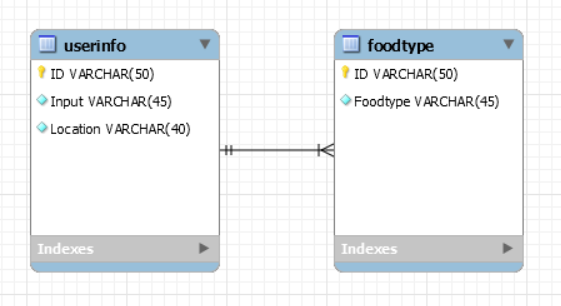 userinfo
ID VARCHAR(50)
Input VARCHAR(45)
Location VARCHAR(40)
Indexes
foodtype
ID VARCHAR(50)
Foodtype VARCHAR(45)
Indexes